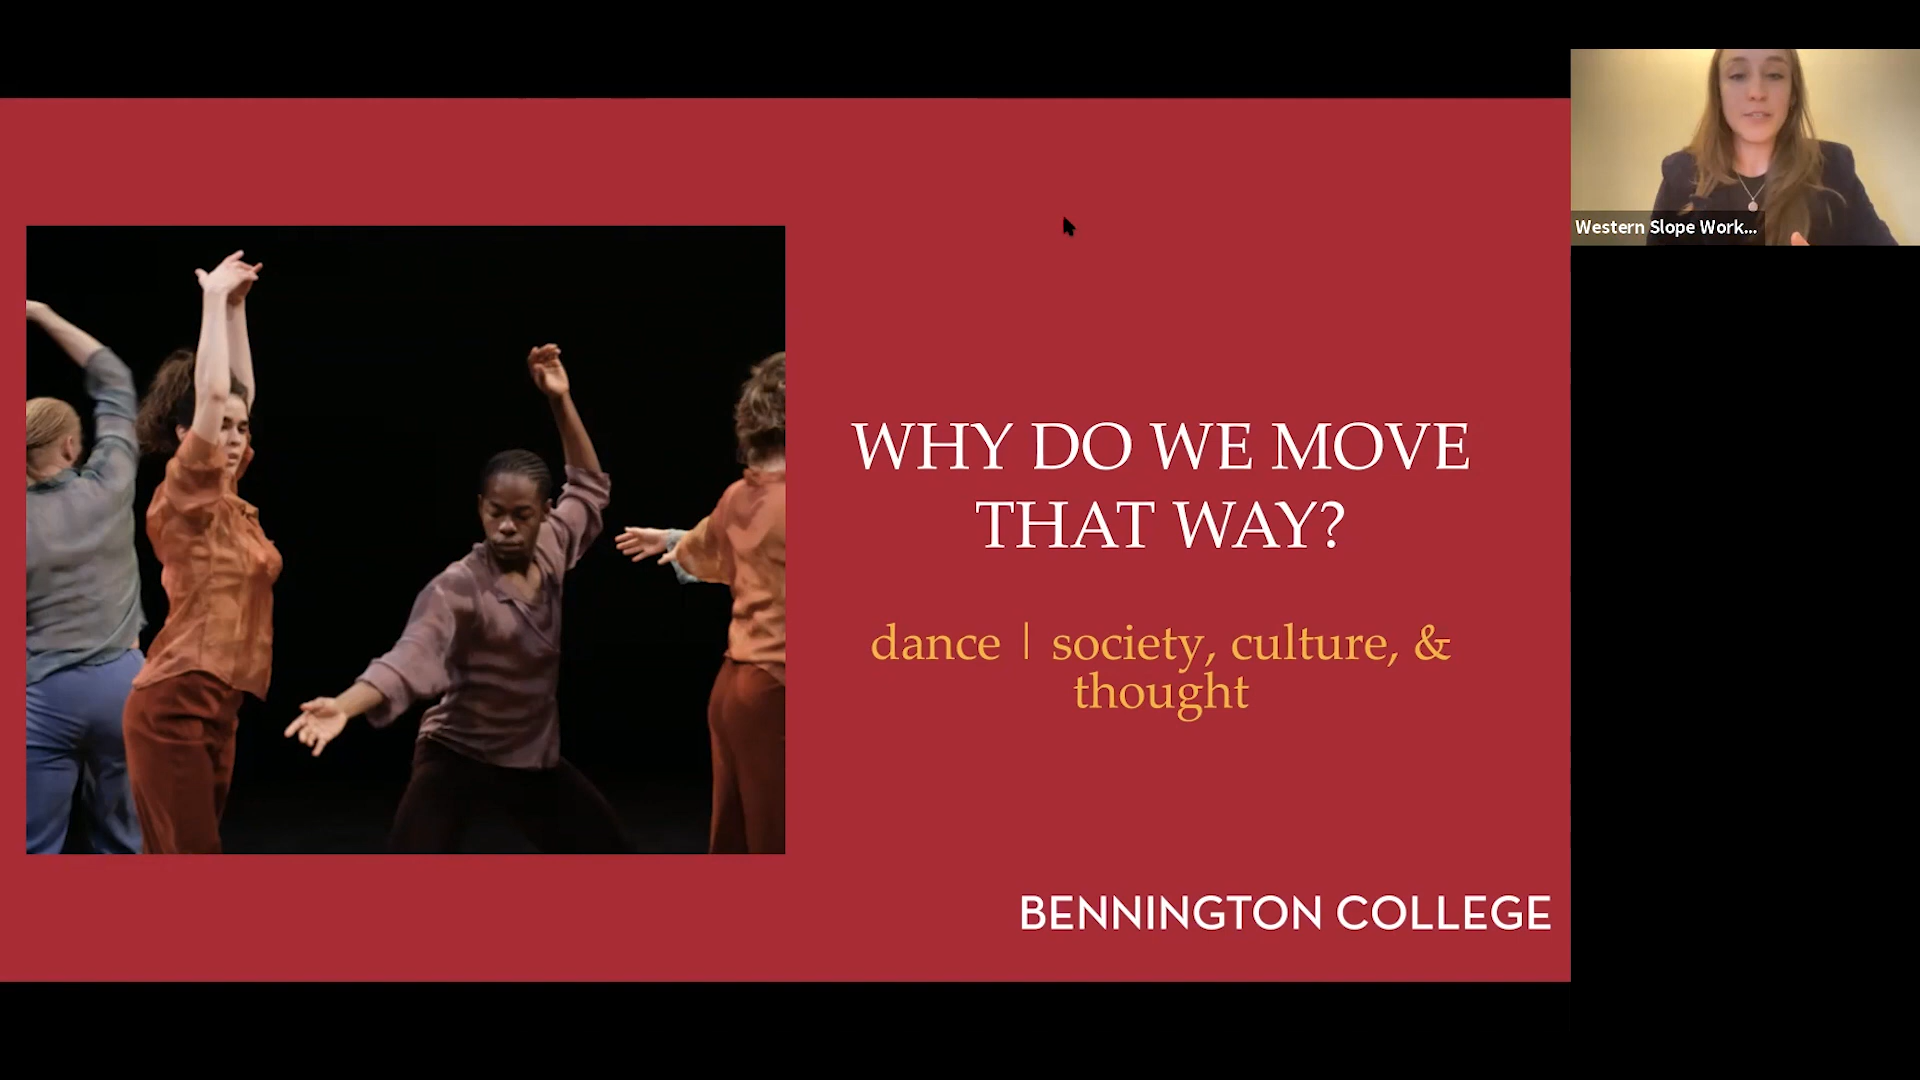 Western Slope Work...
WHY DO WE MOVE
THAT WAY?
dance | society, culture, &
thought
BENNINGTON COLLEGE